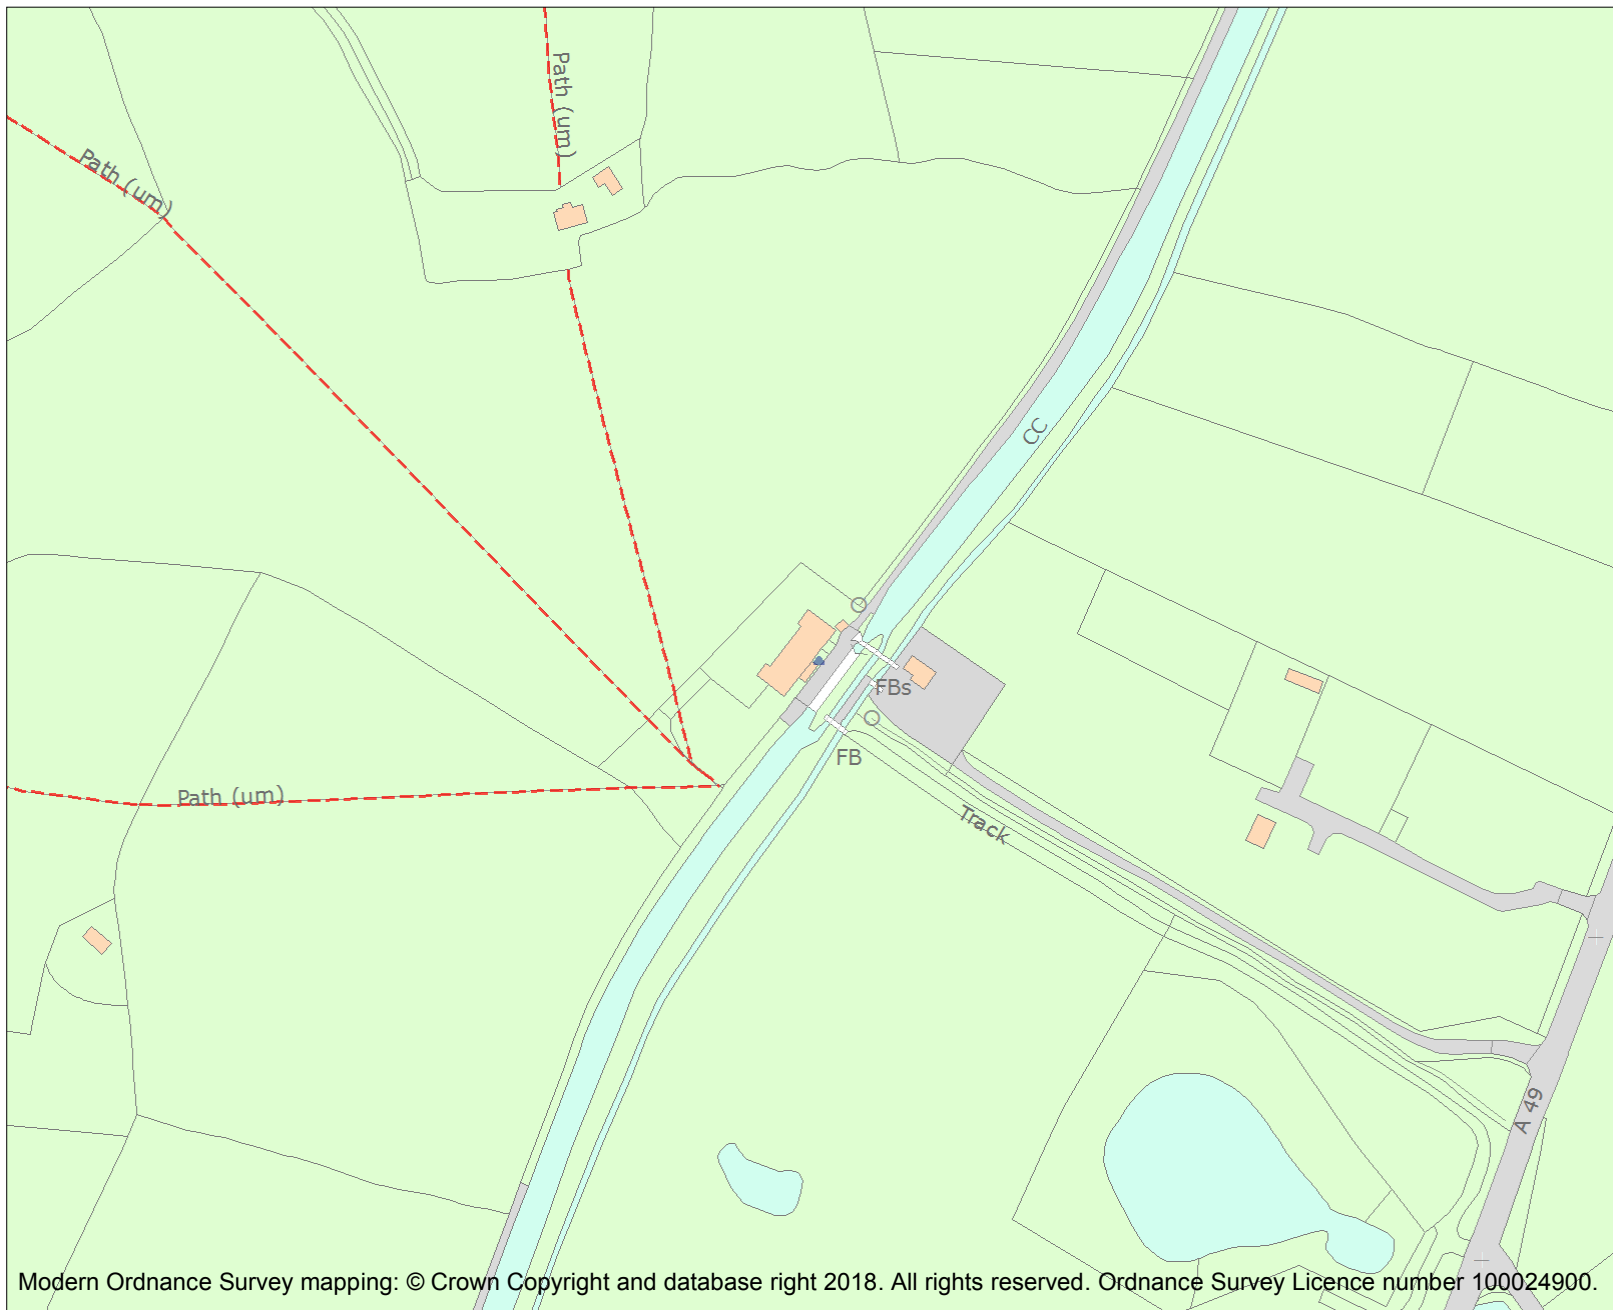 Path (um)
Path (um)
CC
FBs
FB
Path (um)
Track
A 49
Modern Ordnance Survey mapping: © Crown Copyright and database right 2018. All rights reserved. Ordnance Survey Licence number 100024900.